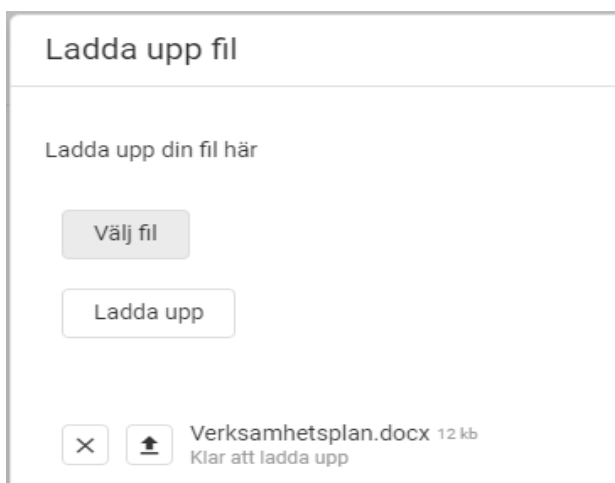 Ladda upp fil
Ladda upp din fil här
Välj fil
Ladda upp
Verksamhetsplan.docx 12 kb
Klar att ladda upp